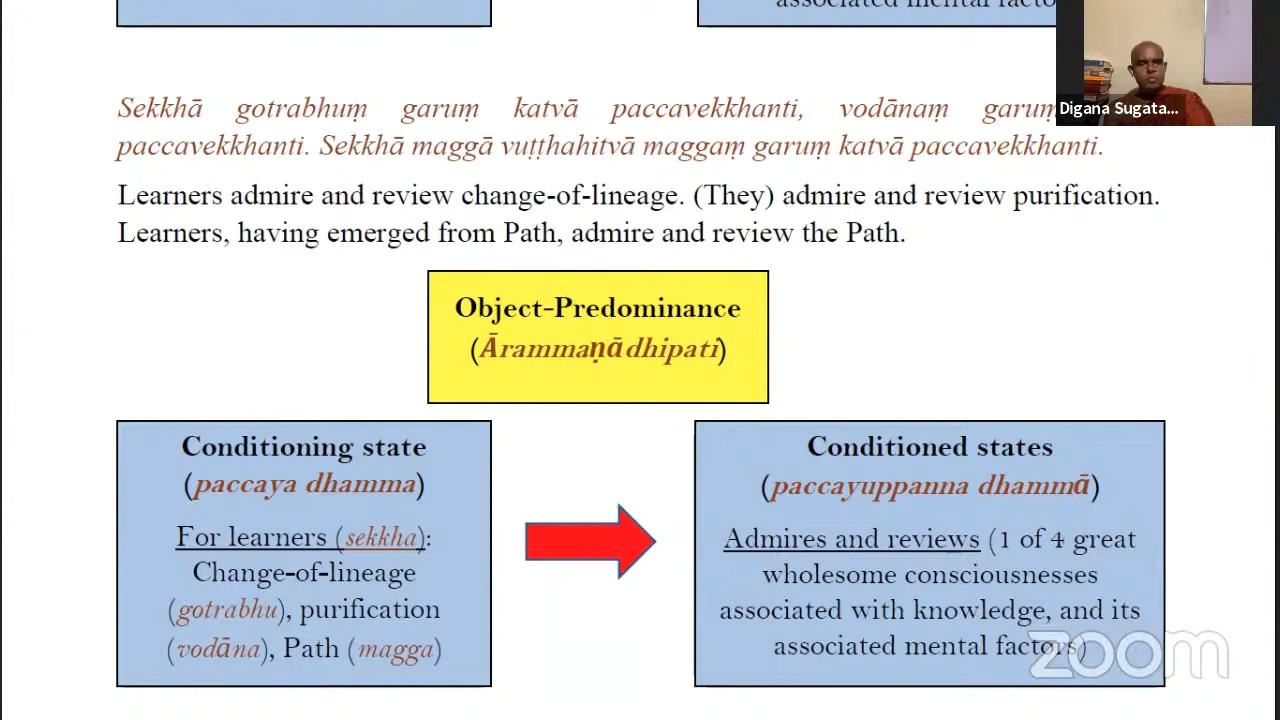 associated mental facto
Digana Sugata...
Sekkhā gotrabhuṃ garuṃ katvā paccavekkhanti, vodānaṃ garuṃ
paccavekkhanti. Sekkhā maggā vuṭṭhahitvā maggaṃ garuṃ katvā paccavekkhanti.
Learners admire and review change-of-lineage. (They) admire and review purification.
Learners, having emerged from Path, admire and review the Path.
Object-Predominance
(Ārammaṇādhipati)
Conditioning state
(paccaya dhamma)
For learners (sekkha):
Change-of-lineage
(gotrabhu), purification
(vodāna), Path (magga)
Conditioned states
(paccayuppanna dhammā)
Admires and reviews (1 of 4 great
wholesome consciousnesses
associated with knowledge, and its
associated mental factors)
zoom